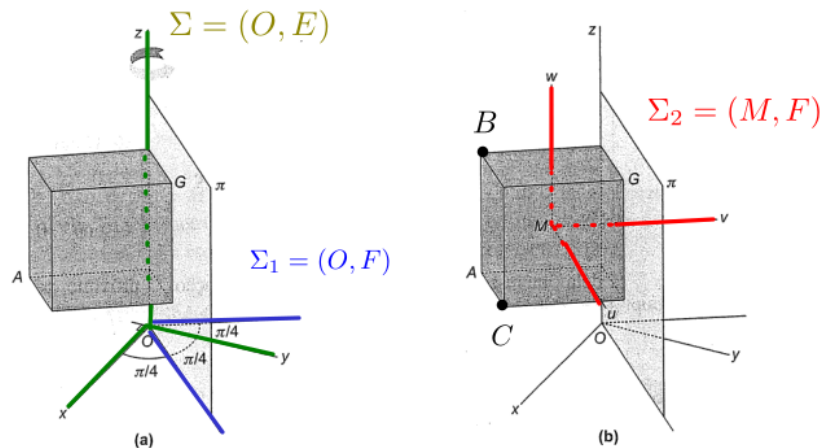 Σ = (O, E)
z
G
π
A
Σ₁ = (O, F)
O
π/4
π/4
π/4
y
x
(a)
z
w
Σ₂ = (M, F)
B
G
π
M
v
A
C
u
O
y
x
(b)